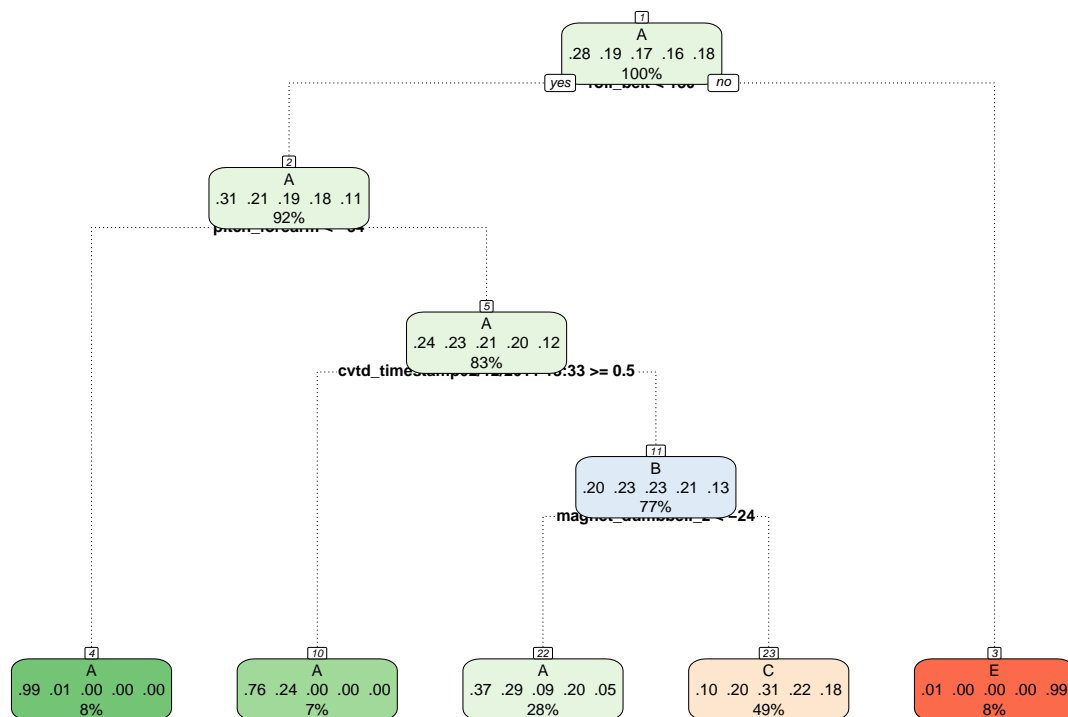 1
A
.28 .19 .17 .16 .18
100%
yes
no
2
A
.31 .21 .19 .18 .11
92%
5
A
.24 .23 .21 .20 .12
83%
:33 >= 0.5
11
B
.20 .23 .23 .21 .13
77%
4
A
.99 .01 .00 .00 .00
8%
10
A
.76 .24 .00 .00 .00
7%
22
A
.37 .29 .09 .20 .05
28%
23
C
.10 .20 .31 .22 .18
49%
3
E
.01 .00 .00 .00 .99
8%